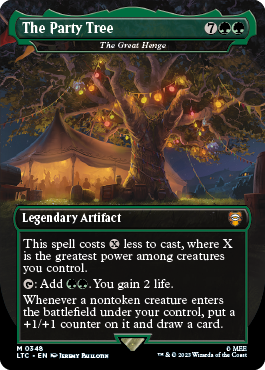 The Party Tree 7
The Great Henge
Legendary Artifact
This spell costs X less to cast, where X
is the greatest power among creatures
you control.
: Add . You gain 2 life.
Whenever a nontoken creature enters
the battlefield under your control, put a
+1/+1 counter on it and draw a card.
M 0348
LTC • EN Jeremy Paillotin
© MEE
™ & © 2023 Wizards of the Coast